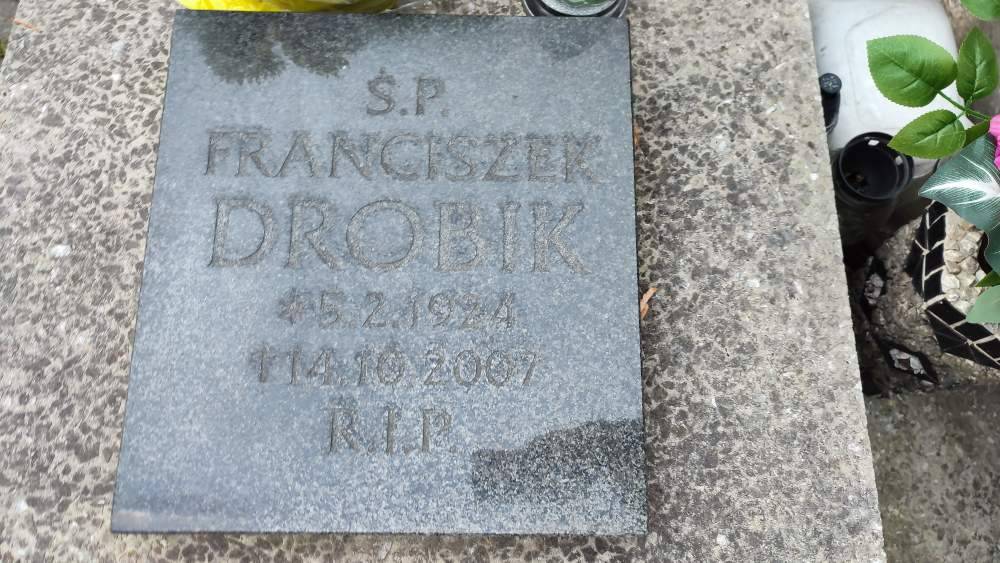 Ś.P.
FRANCISZEK
DROBIK
*5.2.1924
†14.10.2007
R.I.P.